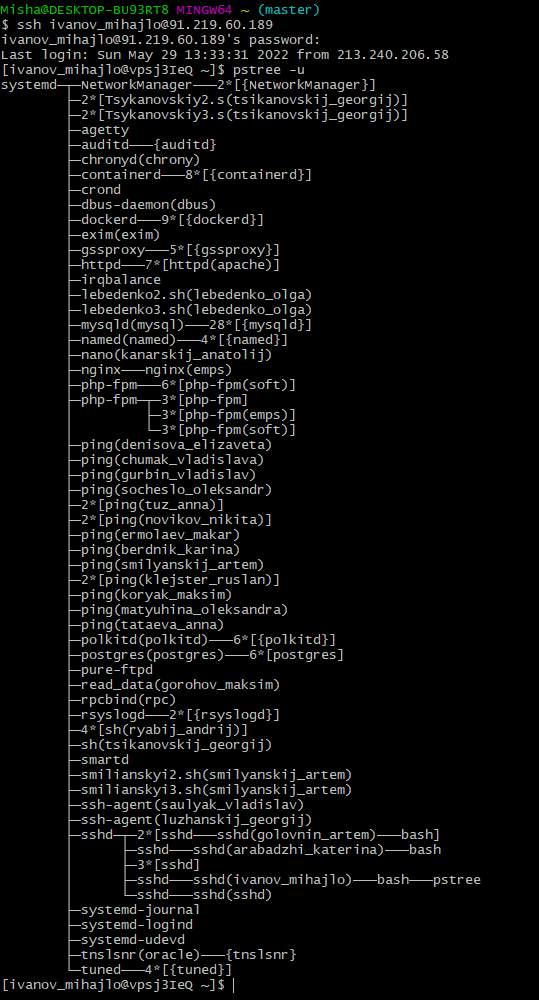 Misha@DESKTOP-BU93RT8 MINGW64 ~ (master)
$ ssh ivanov_mihajlo@91.219.60.189
ivanov_mihajlo@91.219.60.189's password:
Last login: Sun May 29 13:33:31 2022 from 213.240.206.58
[ivanov_mihajlo@vpsj3IeQ ~]$ pstree -u
systemd─┬─NetworkManager───2*[{NetworkManager}]
        ├─2*[Tsykanovskiy2.s(tsikanovskij_georgij)]
        ├─2*[Tsykanovskiy3.s(tsikanovskij_georgij)]
        ├─agetty
        ├─auditd───{auditd}
        ├─chronyd(chrony)
        ├─containerd───8*[{containerd}]
        ├─crond
        ├─dbus-daemon(dbus)
        ├─dockerd───9*[{dockerd}]
        ├─exim(exim)
        ├─gssproxy───5*[{gssproxy}]
        ├─httpd───7*[httpd(apache)]
        ├─irqbalance
        ├─lebedenko2.sh(lebedenko_olga)
        ├─lebedenko3.sh(lebedenko_olga)
        ├─mysqld(mysql)───28*[{mysqld}]
        ├─named(named)───4*[{named}]
        ├─nano(kanarskij_anatolij)
        ├─nginx───nginx(emps)
        ├─php-fpm───6*[php-fpm(soft)]
        ├─php-fpm─┬─3*[php-fpm]
        │         ├─3*[php-fpm(emps)]
        │         └─3*[php-fpm(soft)]
        ├─ping(denisova_elizaveta)
        ├─ping(chumak_vladislava)
        ├─ping(gurbin_vladislav)
        ├─ping(socheslo_oleksandr)
        ├─2*[ping(tuz_anna)]
        ├─2*[ping(novikov_nikita)]
        ├─ping(ermolaev_makar)
        ├─ping(berdnik_karina)
        ├─ping(smilyanskij_artem)
        ├─2*[ping(klejster_ruslan)]
        ├─ping(koryak_maksim)
        ├─ping(matyuhina_oleksandra)
        ├─ping(tataeva_anna)
        ├─polkitd(polkitd)───6*[{polkitd}]
        ├─postgres(postgres)───6*[postgres]
        ├─pure-ftpd
        ├─read_data(gorohov_maksim)
        ├─rpcbind(rpc)
        ├─rsyslogd───2*[{rsyslogd}]
        ├─4*[sh(ryabij_andrij)]
        ├─sh(tsikanovskij_georgij)
        ├─smartd
        ├─smilianskyi2.sh(smilyanskij_artem)
        ├─smilianskyi3.sh(smilyanskij_artem)
        ├─ssh-agent(saulyak_vladislav)
        ├─ssh-agent(luzhanskij_georgij)
        ├─sshd─┬─2*[sshd───sshd(golovnin_artem)───bash]
        │      ├─sshd───sshd(arabadzhi_katerina)───bash
        │      ├─3*[sshd]
        │      ├─sshd───sshd(ivanov_mihajlo)───bash───pstree
        │      └─sshd───sshd(sshd)
        ├─systemd-journal
        ├─systemd-logind
        ├─systemd-udevd
        ├─tnslsnr(oracle)───{tnslsnr}
        └─tuned───4*[{tuned}]
[ivanov_mihajlo@vpsj3IeQ ~]$